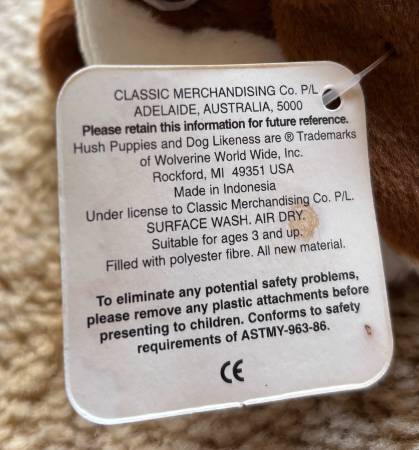 CLASSIC MERCHANDISING Co. P/L
ADELAIDE, AUSTRALIA, 5000
Please retain this information for future reference.
Hush Puppies and Dog Likeness are ® Trademarks
of Wolverine World Wide, Inc.
Rockford, MI 49351 USA
Made in Indonesia
Under license to Classic Merchandising Co. P/L.
SURFACE WASH. AIR DRY.
Suitable for ages 3 and up.
Filled with polyester fibre. All new material.
To eliminate any potential safety problems,
please remove any plastic attachments before
presenting to children. Conforms to safety
requirements of ASTMY-963-86.
CE